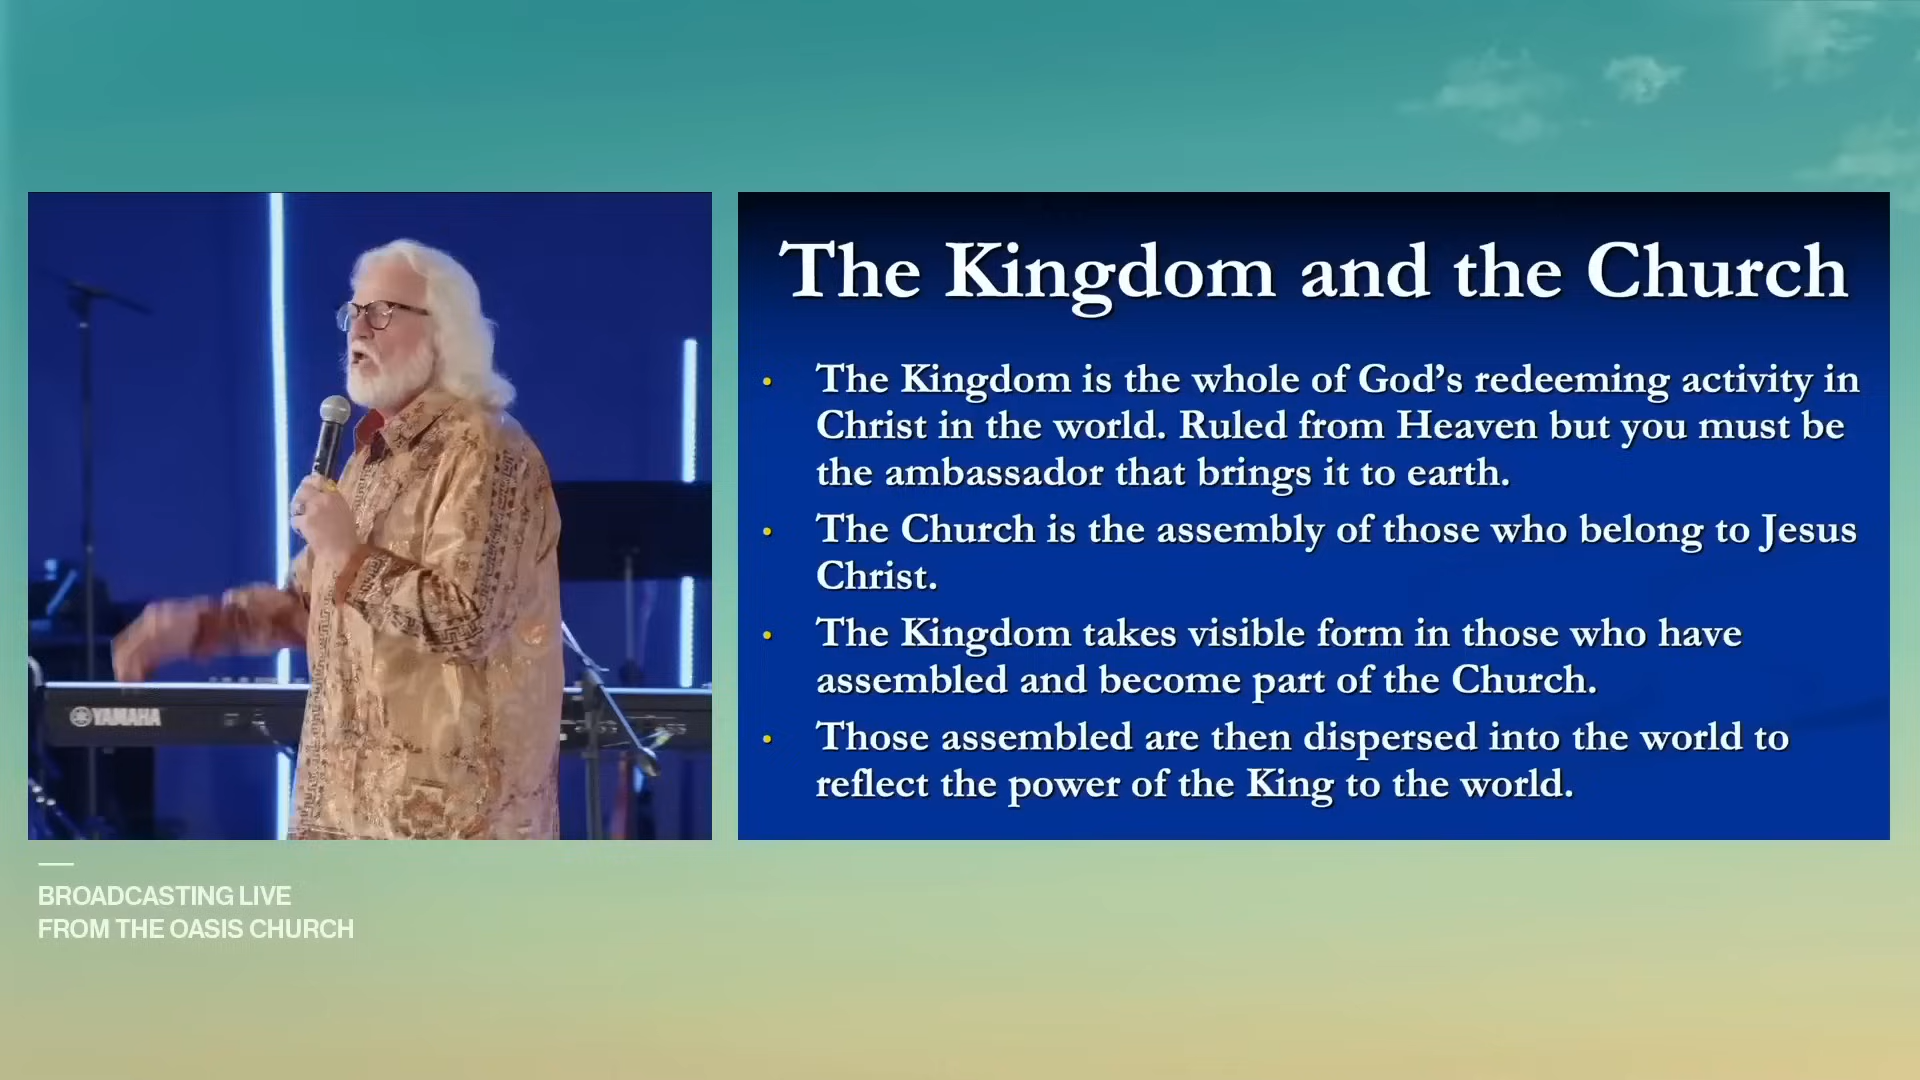 The Kingdom and the Church
• The Kingdom is the whole of God’s redeeming activity in
Christ in the world. Ruled from Heaven but you must be
the ambassador that brings it to earth.
• The Church is the assembly of those who belong to Jesus
Christ.
• The Kingdom takes visible form in those who have
assembled and become part of the Church.
• Those assembled are then dispersed into the world to
reflect the power of the King to the world.
YAMAHA
BROADCASTING LIVE
FROM THE OASIS CHURCH